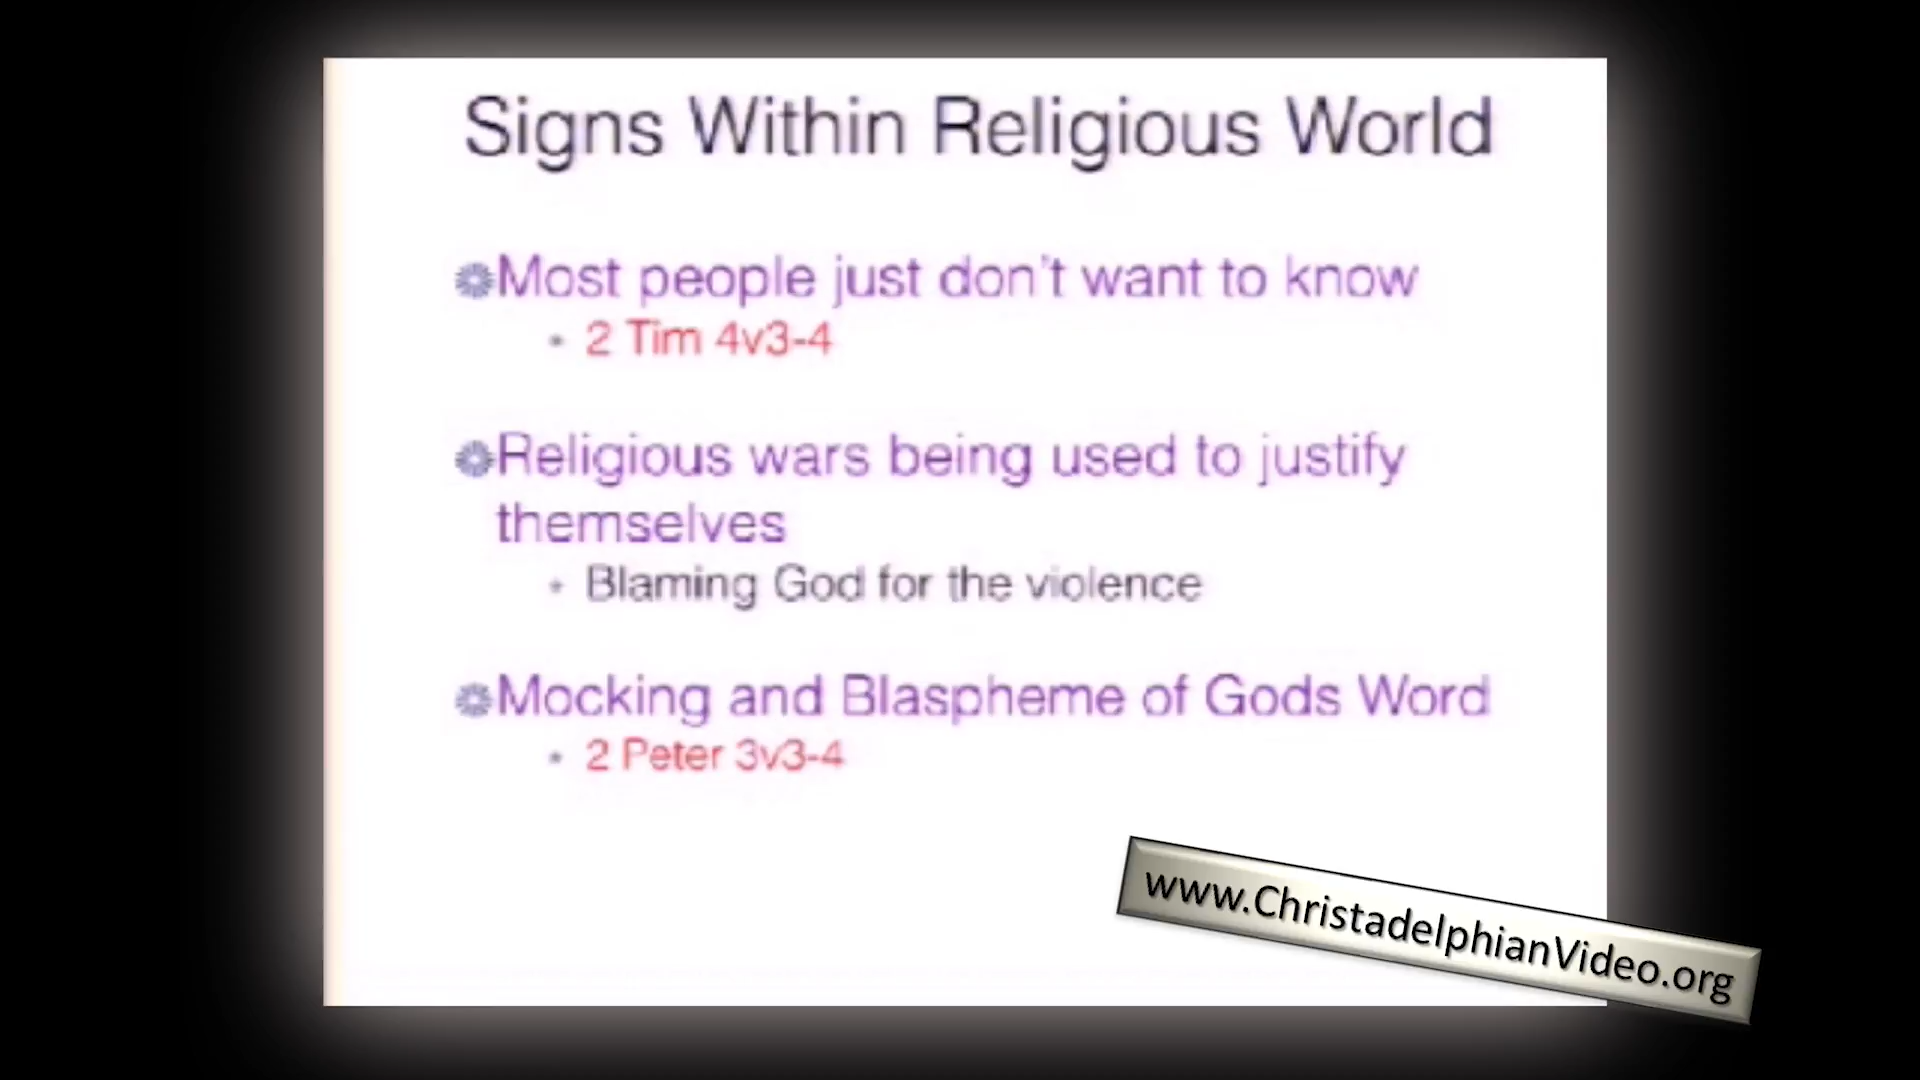 Signs Within Religious World
Most people just don't want to know
2 Tim 4v3-4
Religious wars being used to justify
themselves
Blaming God for the violence
Mocking and Blaspheme of Gods Word
2 Peter 3v3-4
www.ChristadelphianVideo.org